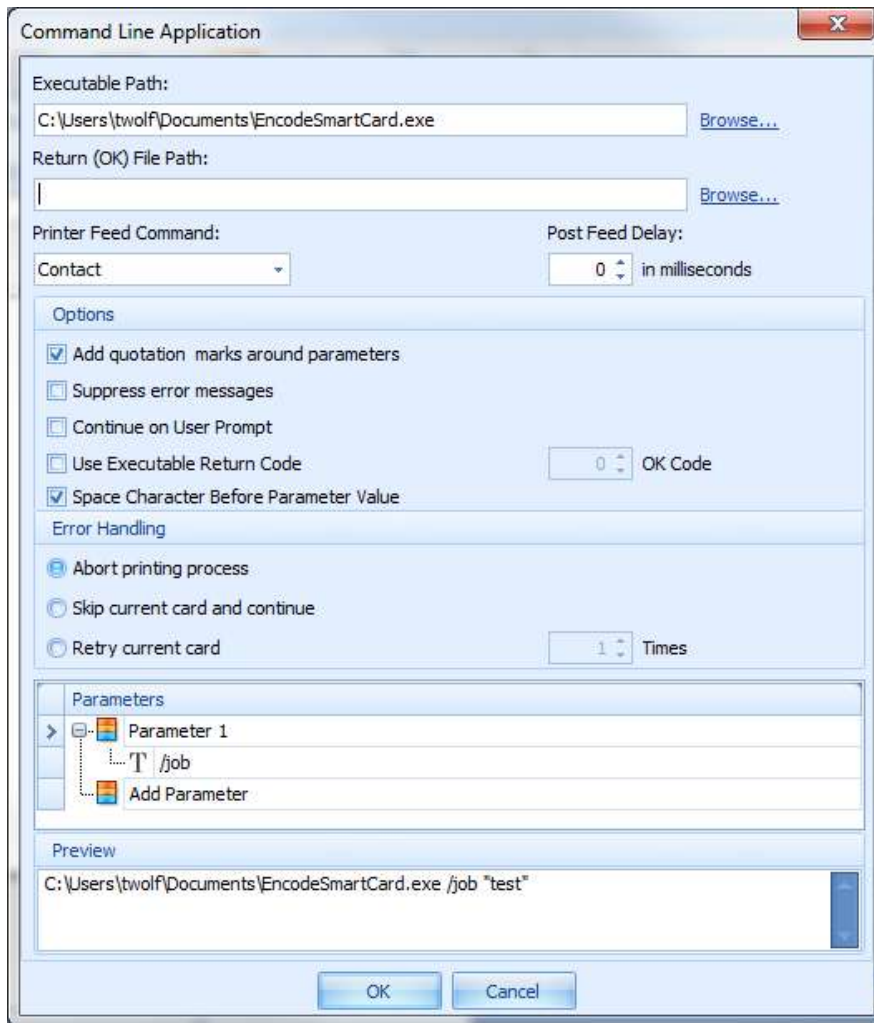 Command Line Application
Executable Path:
C:\Users\twolf\Documents\EncodeSmartCard.exe Browse...
Return (OK) File Path:
Browse...
Printer Feed Command: Post Feed Delay:
Contact 0 in milliseconds
Options
Add quotation marks around parameters
Suppress error messages
Continue on User Prompt
Use Executable Return Code 0 OK Code
Space Character Before Parameter Value
Error Handling
Abort printing process
Skip current card and continue
Retry current card 1 Times
Parameters
Parameter 1
T /job
Add Parameter
Preview
C:\Users\twolf\Documents\EncodeSmartCard.exe /job "test"
OK Cancel